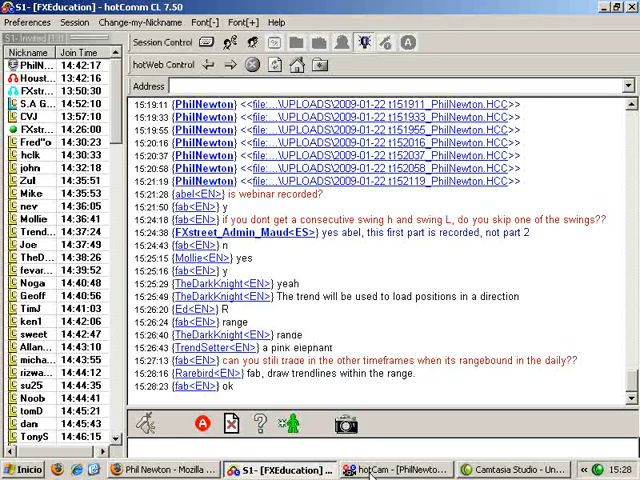 S1- [FXEducation] - hotComm CL 7.50
Preferences Session Change-my-Nickname Font[-] Font[+] Help
S1- Invited [131]
Nickname Join Time
PhilN... 14:42:17
Houst... 13:42:16
FXstr... 13:50:30
S.A G... 14:52:10
CVJ 13:57:10
FXstr... 14:26:00
Fred"o 14:30:23
hclk 14:30:33
john 14:32:18
Zul 14:35:51
Mike 14:35:53
nev 14:36:05
Mollie 14:36:10
Trend... 14:37:38
Joe 14:37:49
TheD... 14:37:54
fevar... 14:37:56
Noga 14:40:48
Geoff 14:40:56
TimJ 14:41:03
ken1 14:42:06
sweet 14:42:47
Allan... 14:43:10
micha... 14:43:55
rizwa... 14:44:12
su25 14:44:35
Noob 14:44:41
tomD 14:45:21
dan 14:45:43
TonyS 14:46:15
Session Control
hotWeb Control
Address
15:19:11 {PhilNewton} <<file:...\UPLOADS\2009-01-22 t151911_PhilNewton.HCC>>
15:19:33 {PhilNewton} <<file:...\UPLOADS\2009-01-22 t151933_PhilNewton.HCC>>
15:19:55 {PhilNewton} <<file:...\UPLOADS\2009-01-22 t151955_PhilNewton.HCC>>
15:20:16 {PhilNewton} <<file:...\UPLOADS\2009-01-22 t152016_PhilNewton.HCC>>
15:20:37 {PhilNewton} <<file:...\UPLOADS\2009-01-22 t152037_PhilNewton.HCC>>
15:20:58 {PhilNewton} <<file:...\UPLOADS\2009-01-22 t152058_PhilNewton.HCC>>
15:21:19 {PhilNewton} <<file:...\UPLOADS\2009-01-22 t152119_PhilNewton.HCC>>
15:21:28 {abel<EN>} is webinar recorded?
15:21:50 {fab<EN>} y
15:24:18 {fab<EN>} if you dont get a consecutive swing h and swing L, do you skip one of the swings??
15:24:38 {FXstreet_Admin_Maud<ES>} yes abel, this first part is recorded, not part 2
15:24:43 {fab<EN>} n
15:25:15 {Mollie<EN>} yes
15:25:16 {fab<EN>} y
15:25:28 {TheDarkKnight<EN>} yeah
15:25:49 {TheDarkKnight<EN>} The trend will be used to load positions in a direction
15:26:10 {Ed<EN>} R
15:26:24 {fab<EN>} range
15:26:40 {TheDarkKnight<EN>} range
15:26:43 {TrendSetter<EN>} a pink elephant
15:27:13 {fab<EN>} can you still trade in the other timeframes when its rangebound in the daily??
15:28:16 {Rarebird<EN>} fab, draw trendlines within the range.
15:28:23 {fab<EN>} ok
Inicio
Phil Newton - Mozilla ...
S1- [FXEducation] ...
hotCam - [PhilNewto...
Camtasia Studio - Un...
15:28